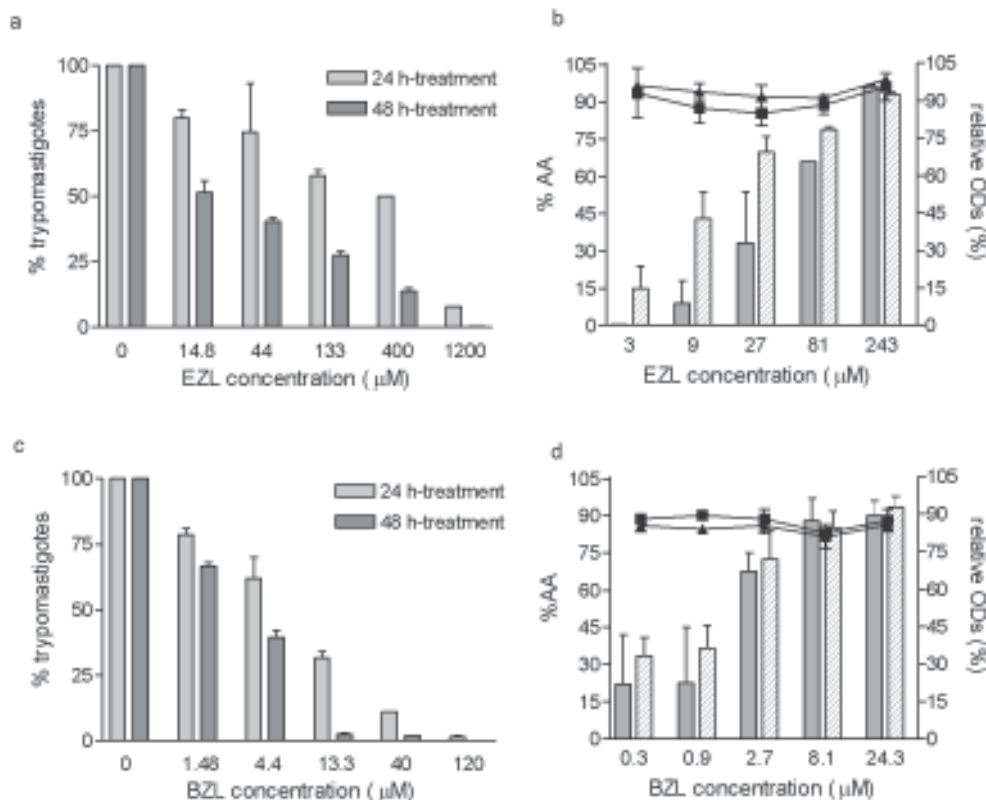 a
100
75
50
25
0
% trypomastigotes
24 h-treatment
48 h-treatment
0 14.8 44 133 400 1200
EZL concentration ( µM)
b
105
90
75
60
45
30
15
0
% AA
105
90
75
60
45
30
15
0
relative ODs (%)
3 9 27 81 243
EZL concentration ( µM)
c
100
75
50
25
0
% trypomastigotes
24 h-treatment
48 h-treatment
0 1.48 4.4 13.3 40 120
BZL concentration ( µM)
d
105
90
75
60
45
30
15
0
%AA
105
90
75
60
45
30
15
0
relative ODs (%)
0.3 0.9 2.7 8.1 24.3
BZL concentration ( µM)